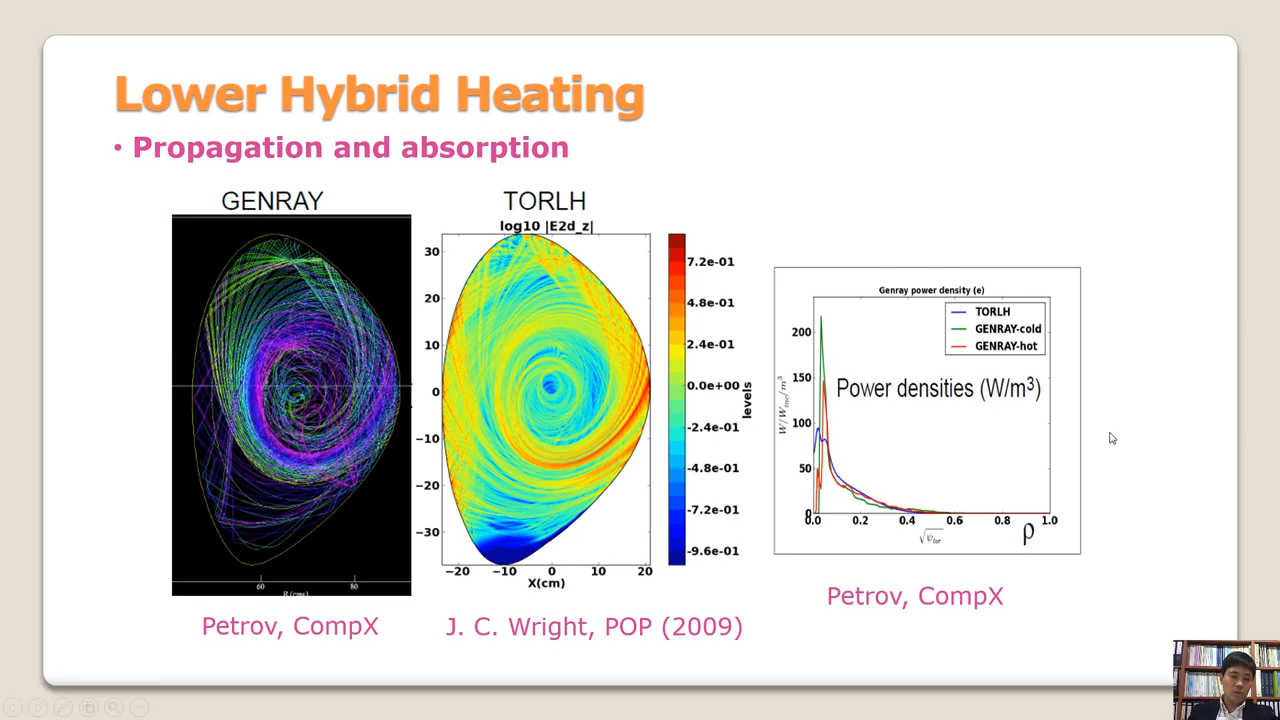 Lower Hybrid Heating
• Propagation and absorption
GENRAY
60
80
R (cms)
Petrov, CompX
TORLH
log10 |E2d_z|
30
20
10
0
−10
−20
−30
−20
−10
0
10
20
X(cm)
7.2e-01
4.8e-01
2.4e-01
0.0e+00
-2.4e-01
-4.8e-01
-7.2e-01
-9.6e-01
levels
J. C. Wright, POP (2009)
Genray power density (e)
TORLH
GENRAY-cold
GENRAY-hot
Power densities (W/m³)
W/W_inc/m³
200
150
100
50
0
0.0
0.2
0.4
0.6
0.8
1.0
√ψ_tor
ρ
Petrov, CompX